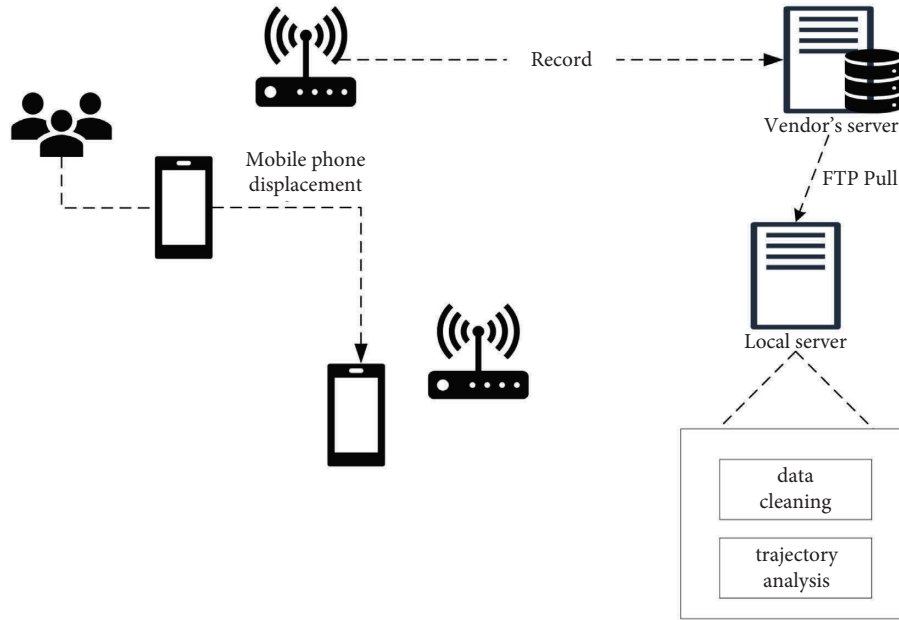 Record
Vendor's server
Mobile phone
displacement
FTP Pull
Local server
data
cleaning
trajectory
analysis